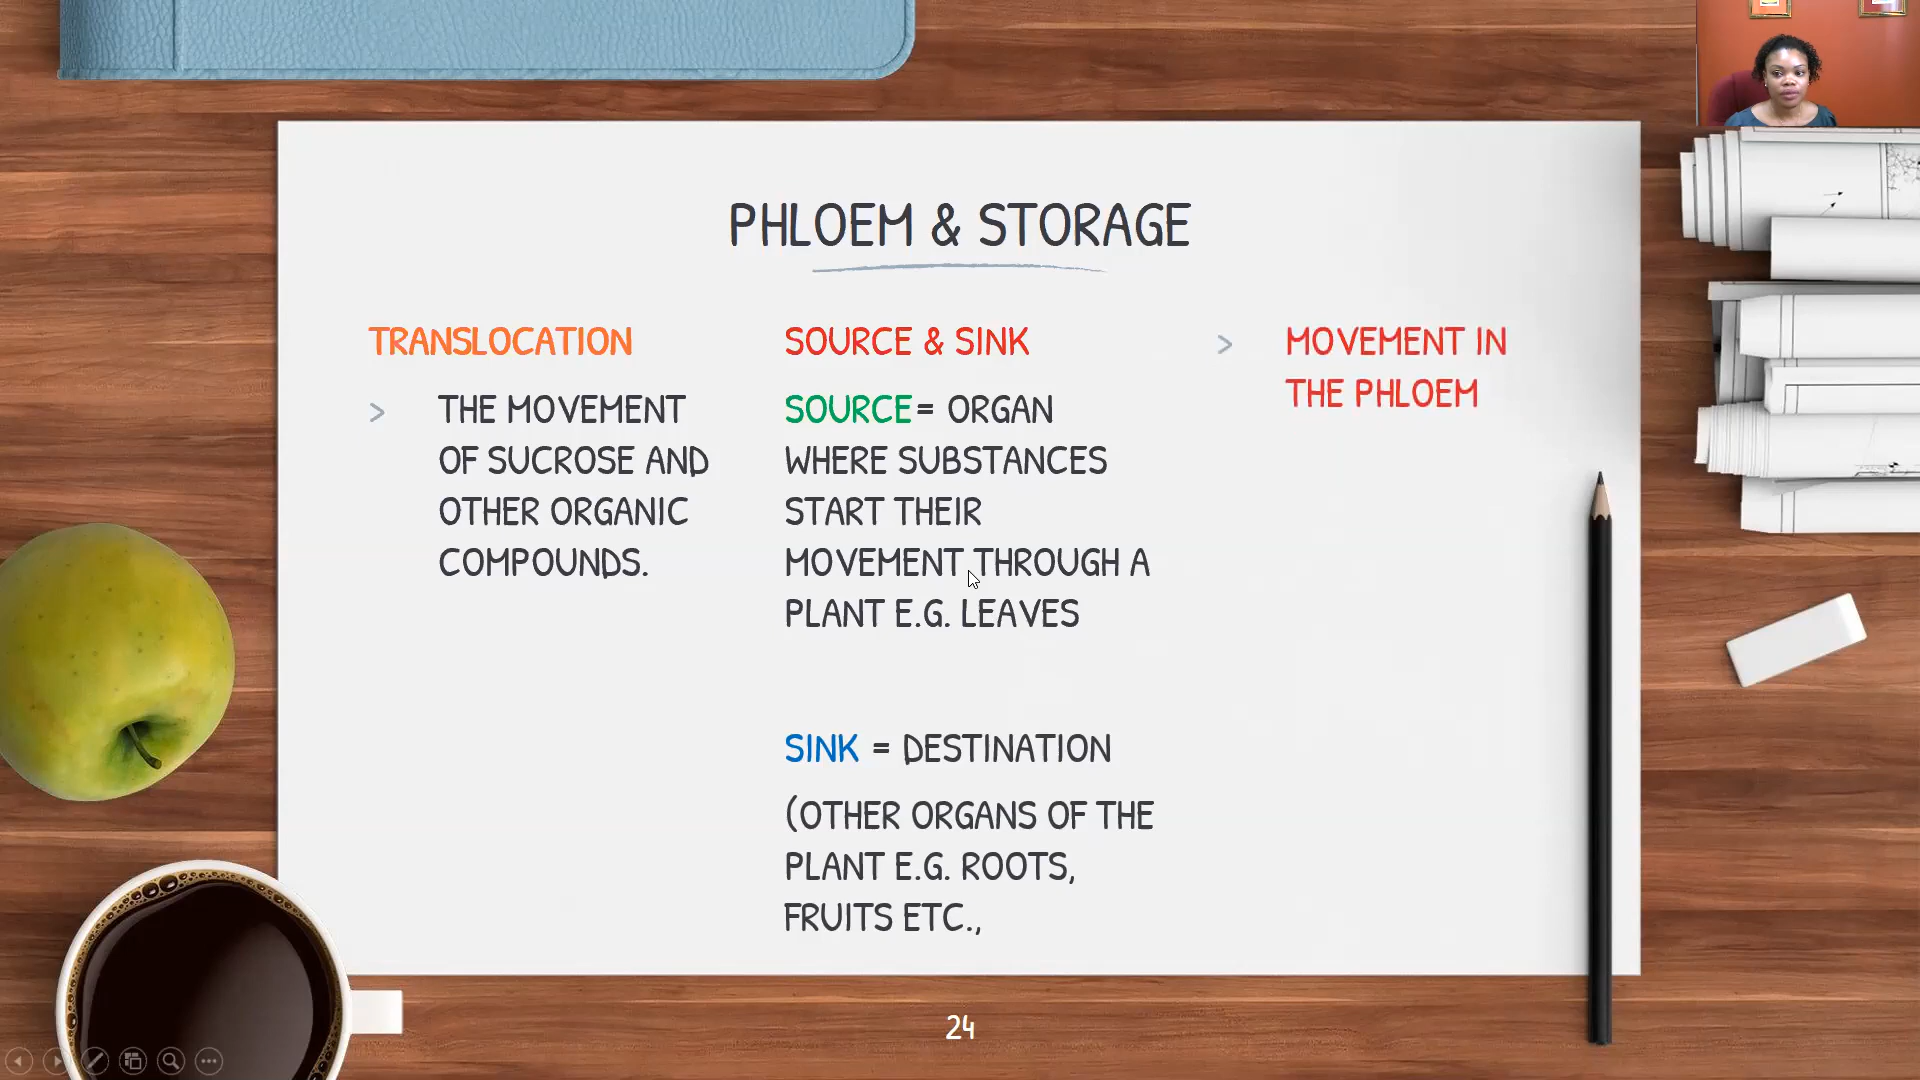 PHLOEM & STORAGE
TRANSLOCATION
> THE MOVEMENT
OF SUCROSE AND
OTHER ORGANIC
COMPOUNDS.
SOURCE & SINK
SOURCE= ORGAN
WHERE SUBSTANCES
START THEIR
MOVEMENT THROUGH A
PLANT E.G. LEAVES
SINK = DESTINATION
(OTHER ORGANS OF THE
PLANT E.G. ROOTS,
FRUITS ETC.,
> MOVEMENT IN
THE PHLOEM
24